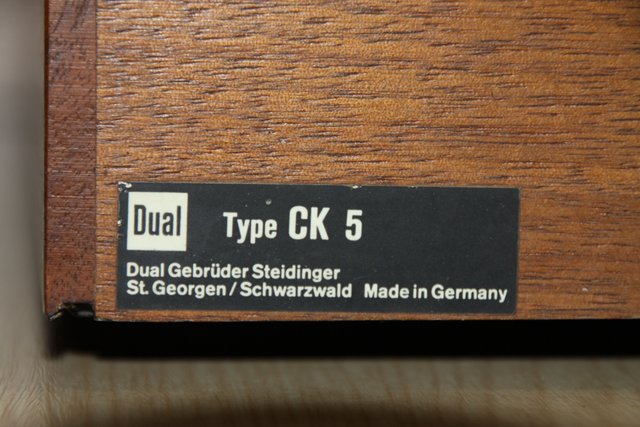 Dual Type CK 5
Dual Gebrüder Steidinger
St. Georgen / Schwarzwald Made in Germany